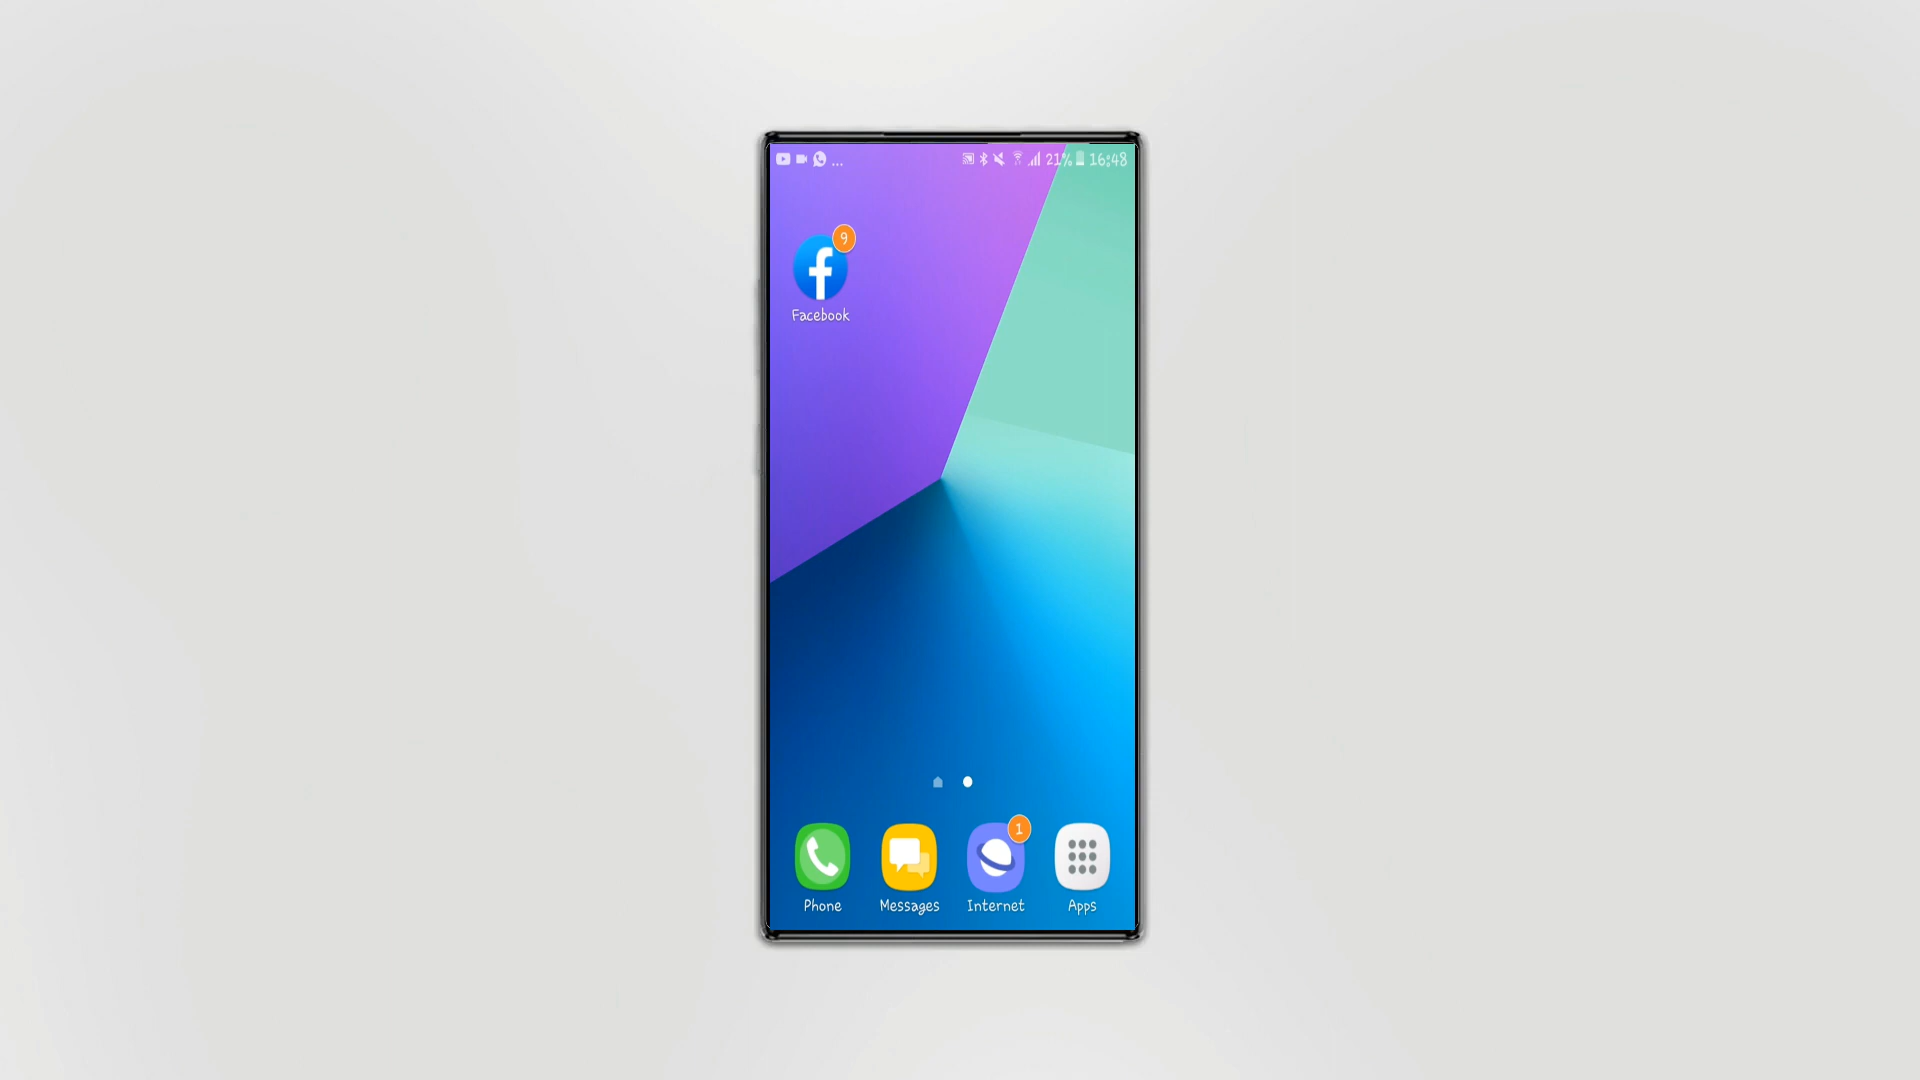 ... 21% 16:48
9
Facebook
1
Phone Messages Internet Apps